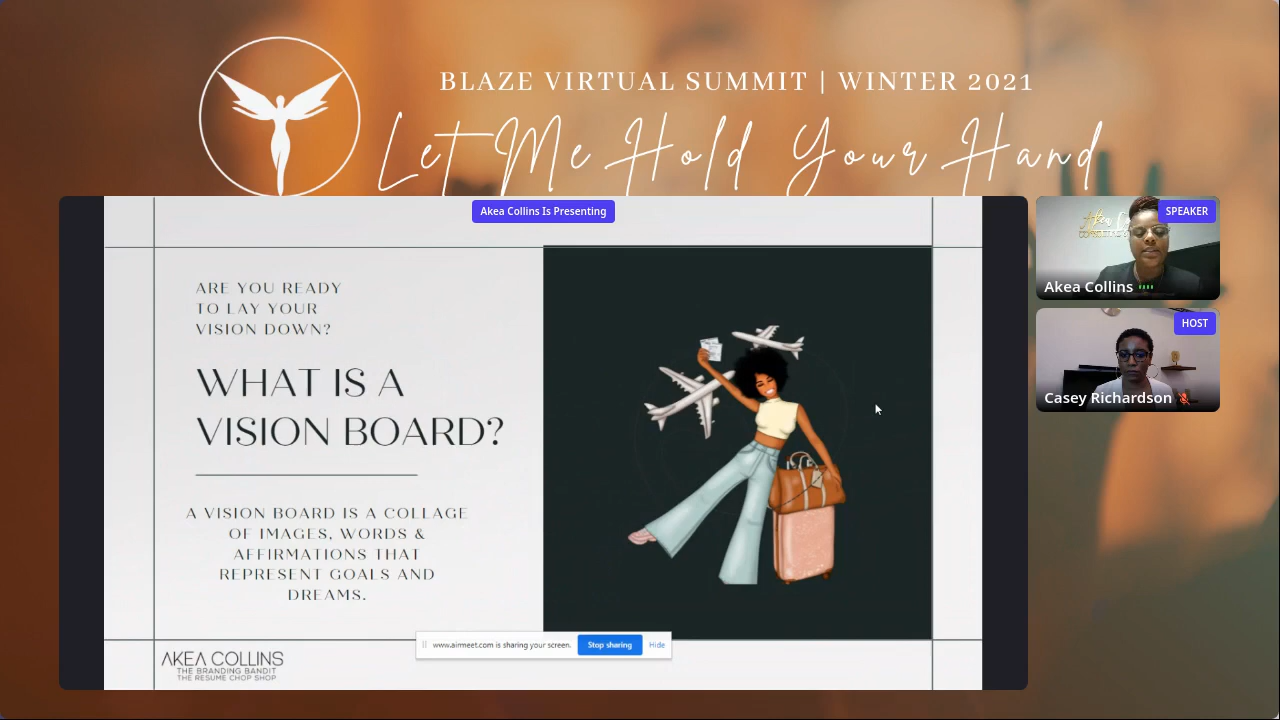 BLAZE VIRTUAL SUMMIT | WINTER 2021
Let Me Hold Your Hand
Akea Collins Is Presenting
ARE YOU READY
TO LAY YOUR
VISION DOWN?
WHAT IS A
VISION BOARD?
A VISION BOARD IS A COLLAGE
OF IMAGES, WORDS &
AFFIRMATIONS THAT
REPRESENT GOALS AND
DREAMS.
www.airmeet.com is sharing your screen.
Stop sharing
Hide
AKEA COLLINS
THE BRANDING BANDIT
THE RESUME CHOP SHOP
SPEAKER
Akea Collins
HOST
Casey Richardson